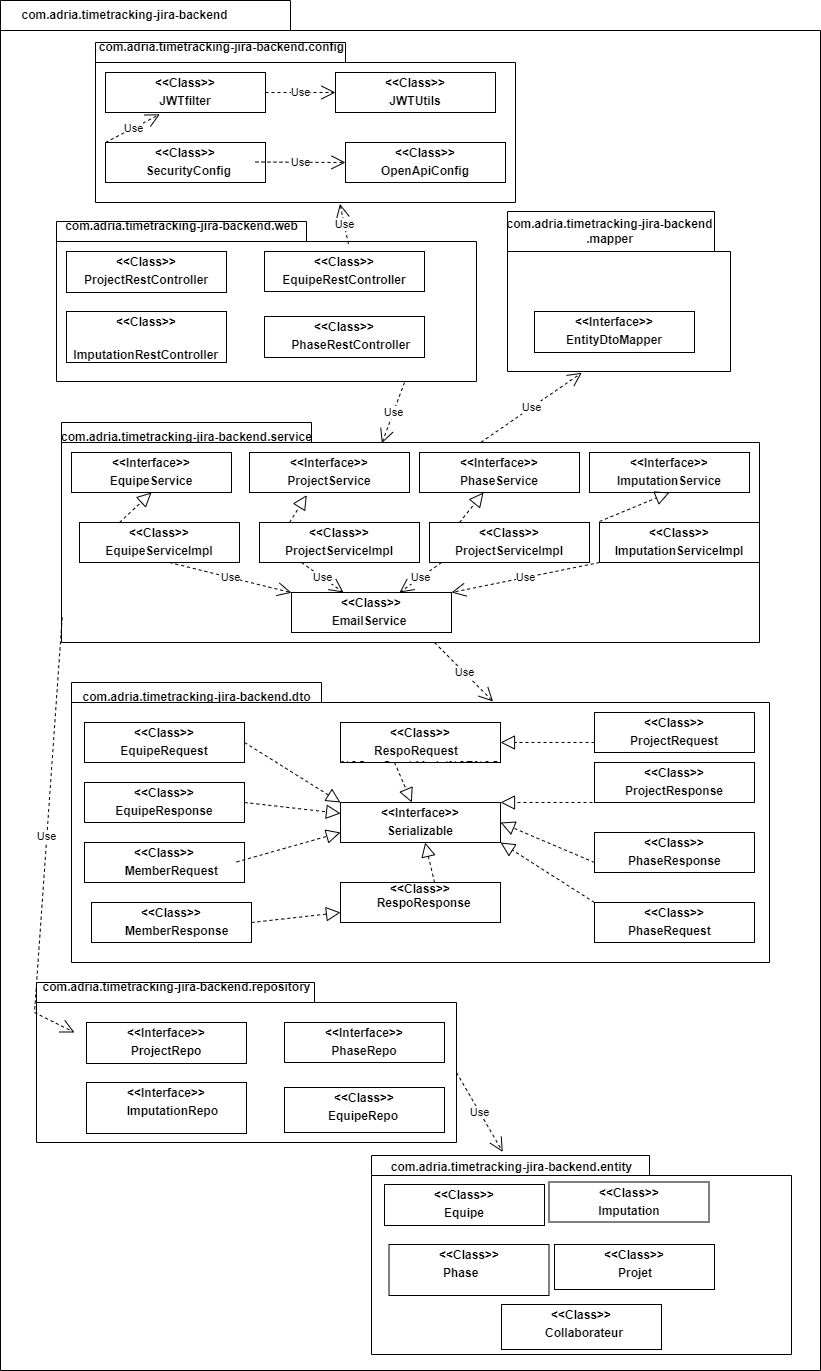 com.adria.timetracking-jira-backend
com.adria.timetracking-jira-backend.config
<<Class>>
JWTfilter
Use
<<Class>>
JWTUtils
Use
<<Class>>
SecurityConfig
Use
<<Class>>
OpenApiConfig
Use
com.adria.timetracking-jira-backend.web
<<Class>>
ProjectRestController
<<Class>>
EquipeRestController
<<Class>>
ImputationRestController
<<Class>>
PhaseRestController
com.adria.timetracking-jira-backend
.mapper
<<Interface>>
EntityDtoMapper
Use
Use
com.adria.timetracking-jira-backend.service
<<Interface>>
EquipeService
<<Interface>>
ProjectService
<<Interface>>
PhaseService
<<Interface>>
ImputationService
<<Class>>
EquipeServiceImpl
<<Class>>
ProjectServiceImpl
<<Class>>
ProjectServiceImpl
<<Class>>
ImputationServiceImpl
Use
Use
Use
Use
<<Class>>
EmailService
Use
com.adria.timetracking-jira-backend.dto
<<Class>>
EquipeRequest
<<Class>>
RespoRequest
<<Class>>
ProjectRequest
<<Class>>
EquipeResponse
<<Interface>>
Serializable
<<Class>>
ProjectResponse
Use
<<Class>>
MemberRequest
<<Class>>
PhaseResponse
<<Class>>
MemberResponse
<<Class>>
RespoResponse
<<Class>>
PhaseRequest
com.adria.timetracking-jira-backend.repository
<<Interface>>
ProjectRepo
<<Class>>
PhaseRepo
<<Interface>>
ImputationRepo
<<Class>>
EquipeRepo
Use
com.adria.timetracking-jira-backend.entity
<<Class>>
Equipe
<<Class>>
Imputation
<<Class>>
Phase
<<Class>>
Projet
<<Class>>
Collaborateur